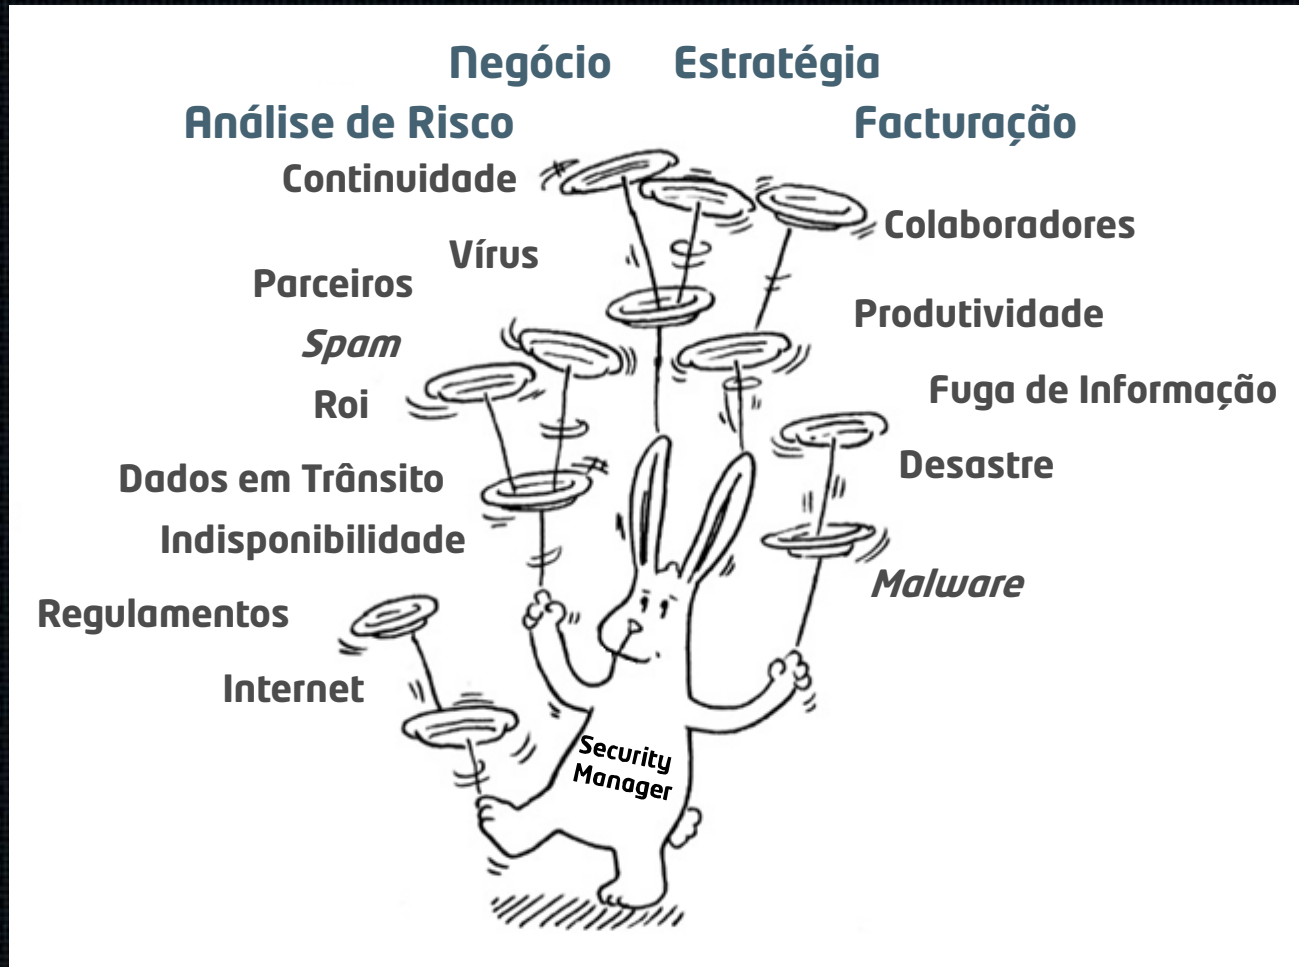 Negócio Estratégia
Análise de Risco Facturação
Continuidade
Colaboradores
Vírus
Parceiros
Produtividade
Spam
Fuga de Informação
Roi
Desastre
Dados em Trânsito
Indisponibilidade
Malware
Regulamentos
Internet
Security
Manager